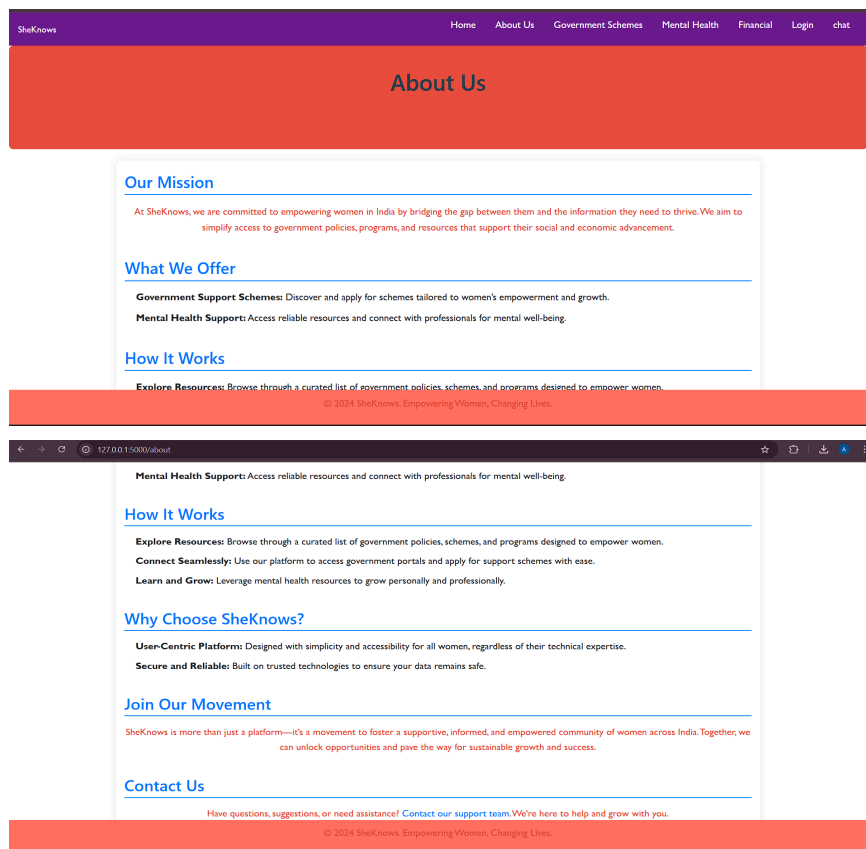 SheKnows
Home About Us Government Schemes Mental Health Financial Login chat
About Us
Our Mission
At SheKnows, we are committed to empowering women in India by bridging the gap between them and the information they need to thrive. We aim to
simplify access to government policies, programs, and resources that support their social and economic advancement.
What We Offer
Government Support Schemes: Discover and apply for schemes tailored to women's empowerment and growth.
Mental Health Support: Access reliable resources and connect with professionals for mental well-being.
How It Works
Explore Resources: Browse through a curated list of government policies, schemes, and programs designed to empower women.
© 2024 SheKnows. Empowering Women, Changing Lives.
127.0.0.1:5000/about
A
Mental Health Support: Access reliable resources and connect with professionals for mental well-being.
How It Works
Explore Resources: Browse through a curated list of government policies, schemes, and programs designed to empower women.
Connect Seamlessly: Use our platform to access government portals and apply for support schemes with ease.
Learn and Grow: Leverage mental health resources to grow personally and professionally.
Why Choose SheKnows?
User-Centric Platform: Designed with simplicity and accessibility for all women, regardless of their technical expertise.
Secure and Reliable: Built on trusted technologies to ensure your data remains safe.
Join Our Movement
SheKnows is more than just a platform—it's a movement to foster a supportive, informed, and empowered community of women across India. Together, we
can unlock opportunities and pave the way for sustainable growth and success.
Contact Us
Have questions, suggestions, or need assistance? Contact our support team. We're here to help and grow with you.
© 2024 SheKnows. Empowering Women, Changing Lives.